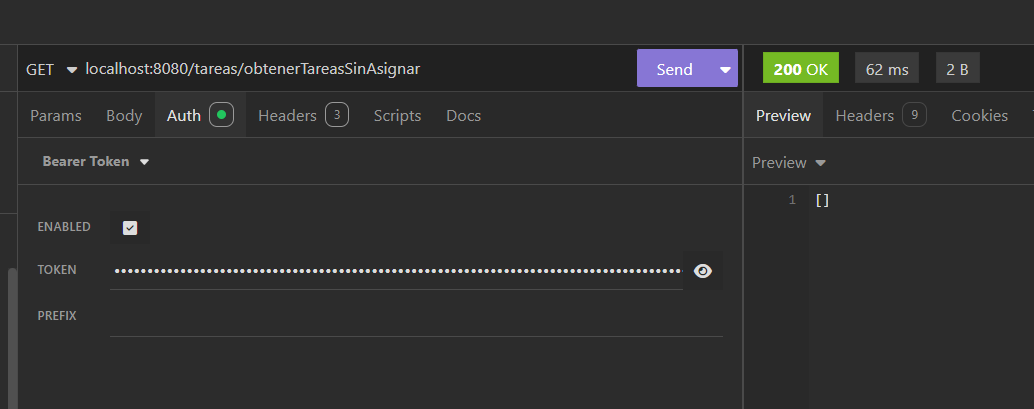 GET localhost:8080/tareas/obtenerTareasSinAsignar Send 200 OK 62 ms 2 B
Params Body Auth Headers 3 Scripts Docs Preview Headers 9 Cookies
Bearer Token Preview
1 []
ENABLED
TOKEN ••••••••••••••••••••••••••••••••••••••••••••••••••••••••••••••••••••••••••••••••
PREFIX